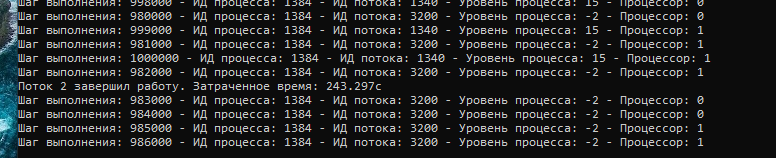 Шаг выполнения: 998000 - ИД процесса: 1384 - ИД потока: 1340 - Уровень процесса: 15 - Процессор: 0
Шаг выполнения: 980000 - ИД процесса: 1384 - ИД потока: 3200 - Уровень процесса: -2 - Процессор: 0
Шаг выполнения: 999000 - ИД процесса: 1384 - ИД потока: 1340 - Уровень процесса: 15 - Процессор: 1
Шаг выполнения: 981000 - ИД процесса: 1384 - ИД потока: 3200 - Уровень процесса: -2 - Процессор: 1
Шаг выполнения: 1000000 - ИД процесса: 1384 - ИД потока: 1340 - Уровень процесса: 15 - Процессор: 1
Шаг выполнения: 982000 - ИД процесса: 1384 - ИД потока: 3200 - Уровень процесса: -2 - Процессор: 1
Поток 2 завершил работу. Затраченное время: 243.297с
Шаг выполнения: 983000 - ИД процесса: 1384 - ИД потока: 3200 - Уровень процесса: -2 - Процессор: 0
Шаг выполнения: 984000 - ИД процесса: 1384 - ИД потока: 3200 - Уровень процесса: -2 - Процессор: 0
Шаг выполнения: 985000 - ИД процесса: 1384 - ИД потока: 3200 - Уровень процесса: -2 - Процессор: 1
Шаг выполнения: 986000 - ИД процесса: 1384 - ИД потока: 3200 - Уровень процесса: -2 - Процессор: 1